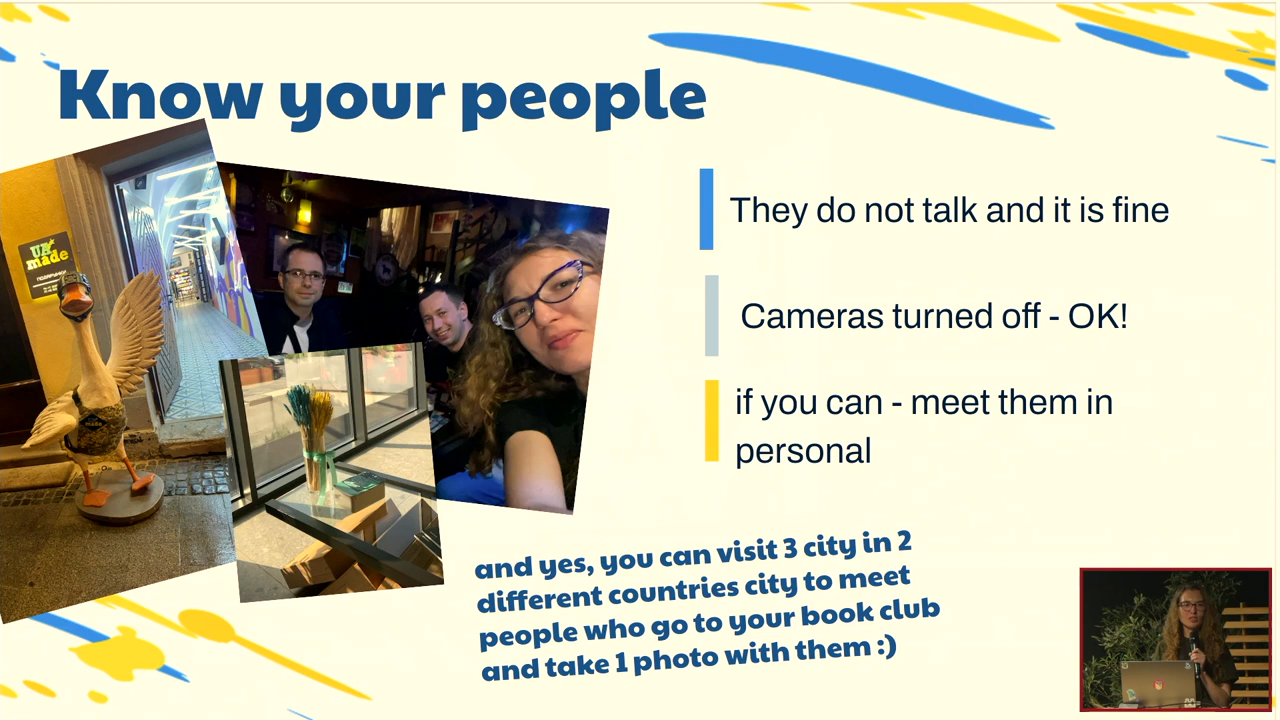 Know your people
UA
made
They do not talk and it is fine
Cameras turned off - OK!
if you can - meet them in
personal
and yes, you can visit 3 city in 2
different countries city to meet
people who go to your book club
and take 1 photo with them :)